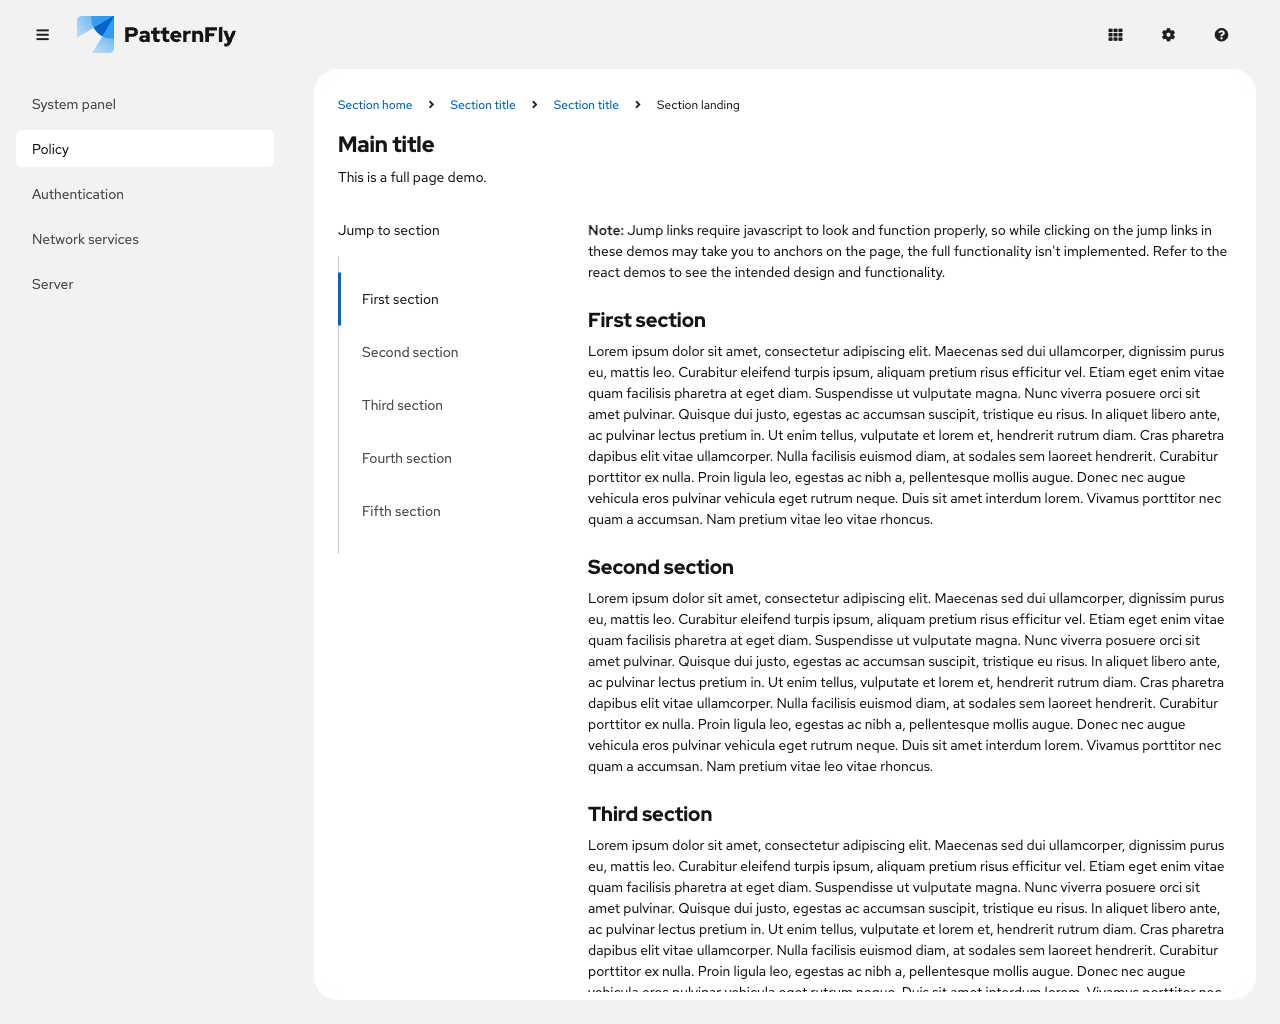 PatternFly
System panel
Policy
Authentication
Network services
Server
Section home
Section title
Section title
Section landing
Main title
This is a full page demo.
Jump to section
First section
Second section
Third section
Fourth section
Fifth section
Note: Jump links require javascript to look and function properly, so while clicking on the jump links in
these demos may take you to anchors on the page, the full functionality isn't implemented. Refer to the
react demos to see the intended design and functionality.
First section
Lorem ipsum dolor sit amet, consectetur adipiscing elit. Maecenas sed dui ullamcorper, dignissim purus
eu, mattis leo. Curabitur eleifend turpis ipsum, aliquam pretium risus efficitur vel. Etiam eget enim vitae
quam facilisis pharetra at eget diam. Suspendisse ut vulputate magna. Nunc viverra posuere orci sit
amet pulvinar. Quisque dui justo, egestas ac accumsan suscipit, tristique eu risus. In aliquet libero ante,
ac pulvinar lectus pretium in. Ut enim tellus, vulputate et lorem et, hendrerit rutrum diam. Cras pharetra
dapibus elit vitae ullamcorper. Nulla facilisis euismod diam, at sodales sem laoreet hendrerit. Curabitur
porttitor ex nulla. Proin ligula leo, egestas ac nibh a, pellentesque mollis augue. Donec nec augue
vehicula eros pulvinar vehicula eget rutrum neque. Duis sit amet interdum lorem. Vivamus porttitor nec
quam a accumsan. Nam pretium vitae leo vitae rhoncus.
Second section
Lorem ipsum dolor sit amet, consectetur adipiscing elit. Maecenas sed dui ullamcorper, dignissim purus
eu, mattis leo. Curabitur eleifend turpis ipsum, aliquam pretium risus efficitur vel. Etiam eget enim vitae
quam facilisis pharetra at eget diam. Suspendisse ut vulputate magna. Nunc viverra posuere orci sit
amet pulvinar. Quisque dui justo, egestas ac accumsan suscipit, tristique eu risus. In aliquet libero ante,
ac pulvinar lectus pretium in. Ut enim tellus, vulputate et lorem et, hendrerit rutrum diam. Cras pharetra
dapibus elit vitae ullamcorper. Nulla facilisis euismod diam, at sodales sem laoreet hendrerit. Curabitur
porttitor ex nulla. Proin ligula leo, egestas ac nibh a, pellentesque mollis augue. Donec nec augue
vehicula eros pulvinar vehicula eget rutrum neque. Duis sit amet interdum lorem. Vivamus porttitor nec
quam a accumsan. Nam pretium vitae leo vitae rhoncus.
Third section
Lorem ipsum dolor sit amet, consectetur adipiscing elit. Maecenas sed dui ullamcorper, dignissim purus
eu, mattis leo. Curabitur eleifend turpis ipsum, aliquam pretium risus efficitur vel. Etiam eget enim vitae
quam facilisis pharetra at eget diam. Suspendisse ut vulputate magna. Nunc viverra posuere orci sit
amet pulvinar. Quisque dui justo, egestas ac accumsan suscipit, tristique eu risus. In aliquet libero ante,
ac pulvinar lectus pretium in. Ut enim tellus, vulputate et lorem et, hendrerit rutrum diam. Cras pharetra
dapibus elit vitae ullamcorper. Nulla facilisis euismod diam, at sodales sem laoreet hendrerit. Curabitur
porttitor ex nulla. Proin ligula leo, egestas ac nibh a, pellentesque mollis augue. Donec nec augue